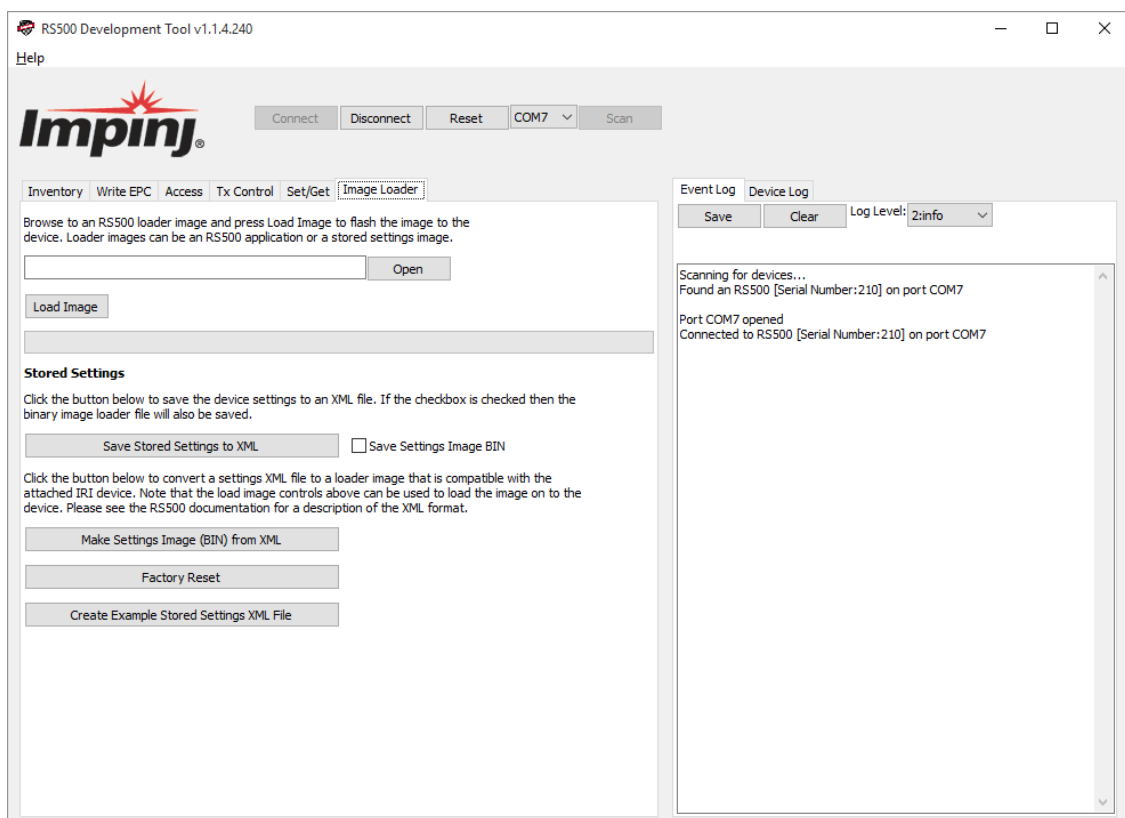 RS500 Development Tool v1.1.4.240
Help
Impinj®
Connect
Disconnect
Reset
COM7
Scan
Inventory
Write EPC
Access
Tx Control
Set/Get
Image Loader
Browse to an RS500 loader image and press Load Image to flash the image to the
device. Loader images can be an RS500 application or a stored settings image.
Open
Load Image
Stored Settings
Click the button below to save the device settings to an XML file. If the checkbox is checked then the
binary image loader file will also be saved.
Save Stored Settings to XML
Save Settings Image BIN
Click the button below to convert a settings XML file to a loader image that is compatible with the
attached IRI device. Note that the load image controls above can be used to load the image on to the
device. Please see the RS500 documentation for a description of the XML format.
Make Settings Image (BIN) from XML
Factory Reset
Create Example Stored Settings XML File
Event Log
Device Log
Save
Clear
Log Level:
2:info
Scanning for devices...
Found an RS500 [Serial Number:210] on port COM7
Port COM7 opened
Connected to RS500 [Serial Number:210] on port COM7